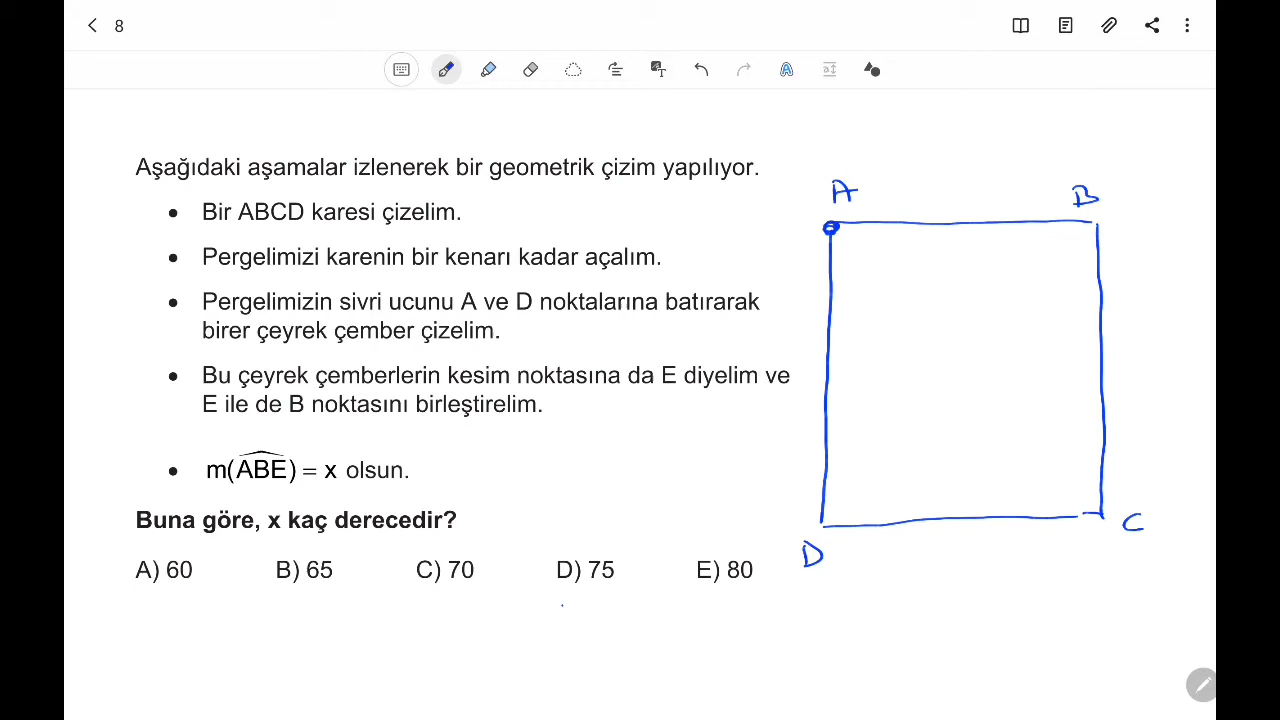 8
Aşağıdaki aşamalar izlenerek bir geometrik çizim yapılıyor.
• Bir ABCD karesi çizelim.
• Pergelimizi karenin bir kenarı kadar açalım.
• Pergelimizin sivri ucunu A ve D noktalarına batırarak
birer çeyrek çember çizelim.
• Bu çeyrek çemberlerin kesim noktasına da E diyelim ve
E ile de B noktasını birleştirelim.
• m(ABE) = x olsun.
Buna göre, x kaç derecedir?
A) 60 B) 65 C) 70 D) 75 E) 80
A B
D C